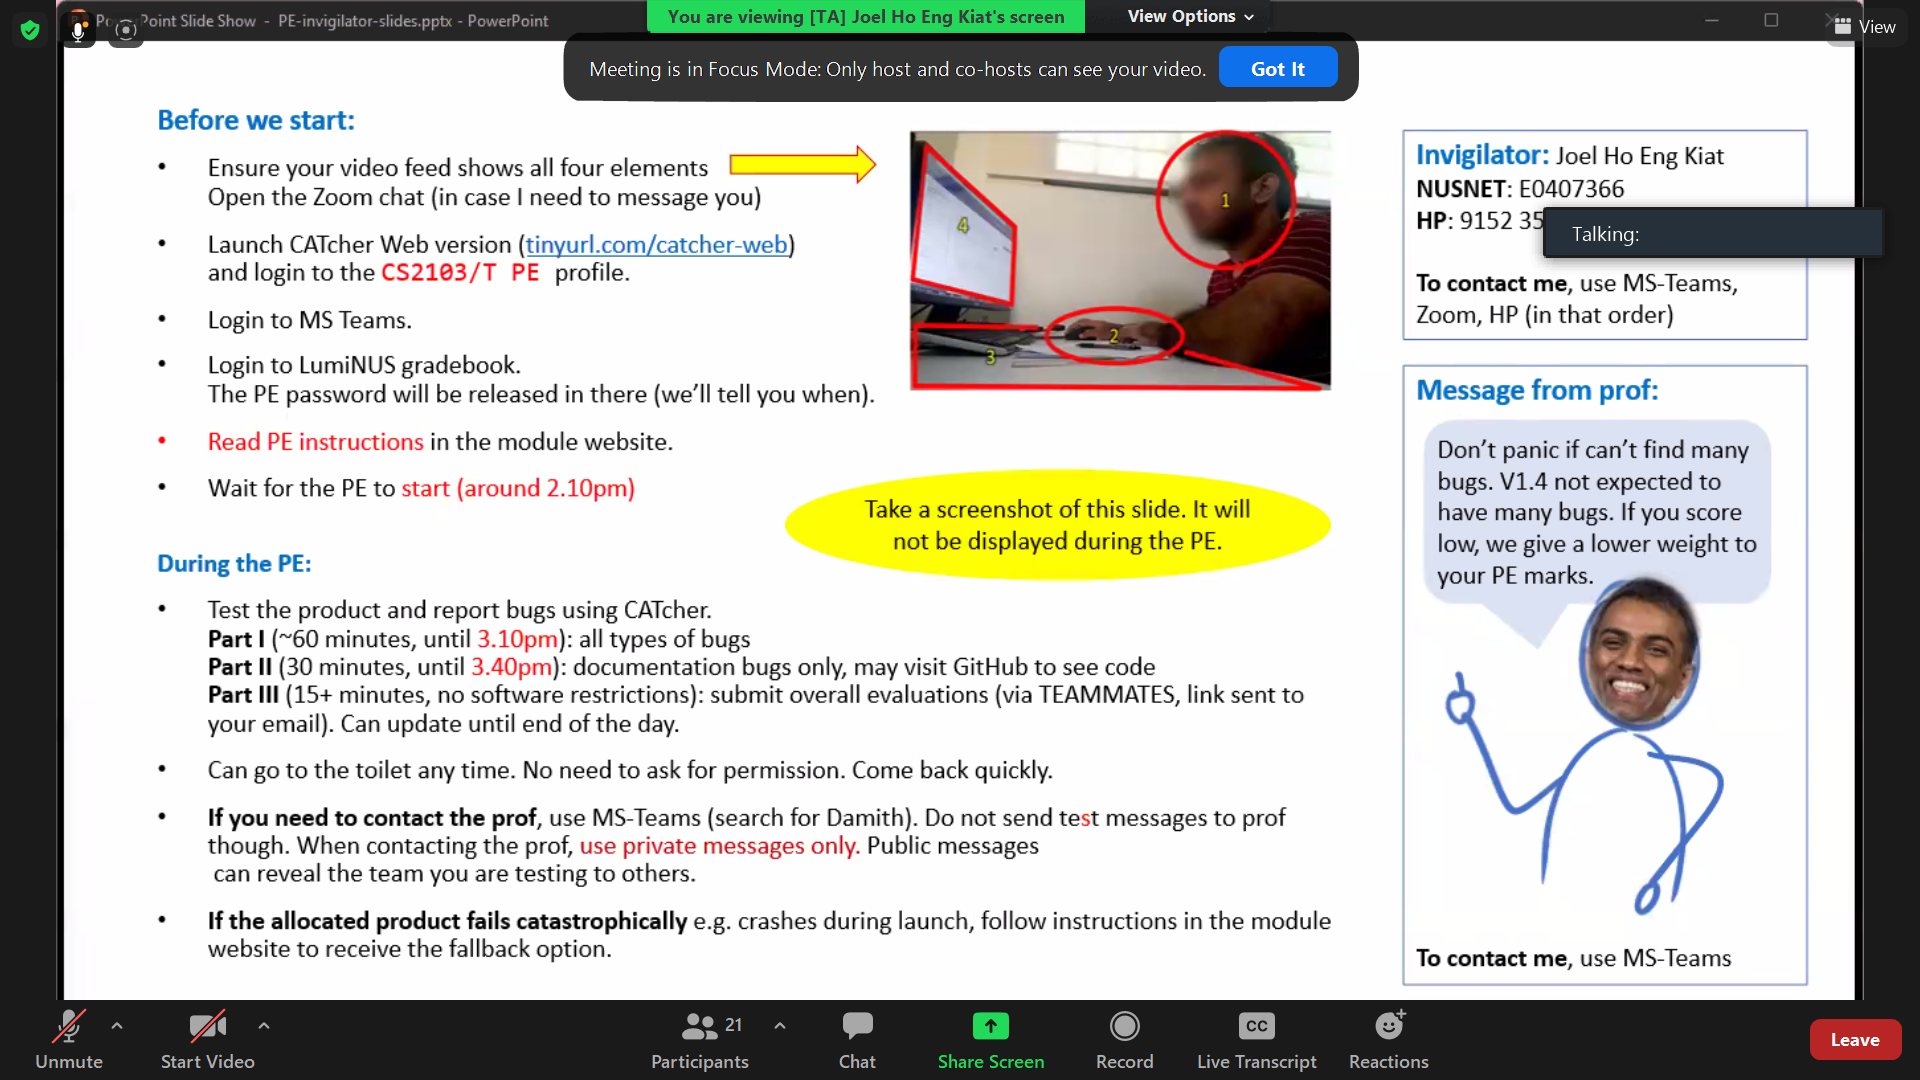 PowerPoint Slide Show - PE-invigilator-slides.pptx - PowerPoint
You are viewing [TA] Joel Ho Eng Kiat's screen
View Options
View
Meeting is in Focus Mode: Only host and co-hosts can see your video.
Got It
Before we start:
• Ensure your video feed shows all four elements
Open the Zoom chat (in case I need to message you)
• Launch CATcher Web version (tinyurl.com/catcher-web)
and login to the CS2103/T PE profile.
• Login to MS Teams.
• Login to LumiNUS gradebook.
The PE password will be released in there (we'll tell you when).
• Read PE instructions in the module website.
• Wait for the PE to start (around 2.10pm)
1
4
2
3
Take a screenshot of this slide. It will
not be displayed during the PE.
During the PE:
• Test the product and report bugs using CATcher.
Part I (~60 minutes, until 3.10pm): all types of bugs
Part II (30 minutes, until 3.40pm): documentation bugs only, may visit GitHub to see code
Part III (15+ minutes, no software restrictions): submit overall evaluations (via TEAMMATES, link sent to
your email). Can update until end of the day.
• Can go to the toilet any time. No need to ask for permission. Come back quickly.
• If you need to contact the prof, use MS-Teams (search for Damith). Do not send test messages to prof
though. When contacting the prof, use private messages only. Public messages
can reveal the team you are testing to others.
• If the allocated product fails catastrophically e.g. crashes during launch, follow instructions in the module
website to receive the fallback option.
Invigilator: Joel Ho Eng Kiat
NUSNET: E0407366
HP: 9152 35
Talking:
To contact me, use MS-Teams,
Zoom, HP (in that order)
Message from prof:
Don't panic if can't find many
bugs. V1.4 not expected to
have many bugs. If you score
low, we give a lower weight to
your PE marks.
To contact me, use MS-Teams
Unmute
Start Video
21
Participants
Chat
Share Screen
Record
CC
Live Transcript
Reactions
Leave